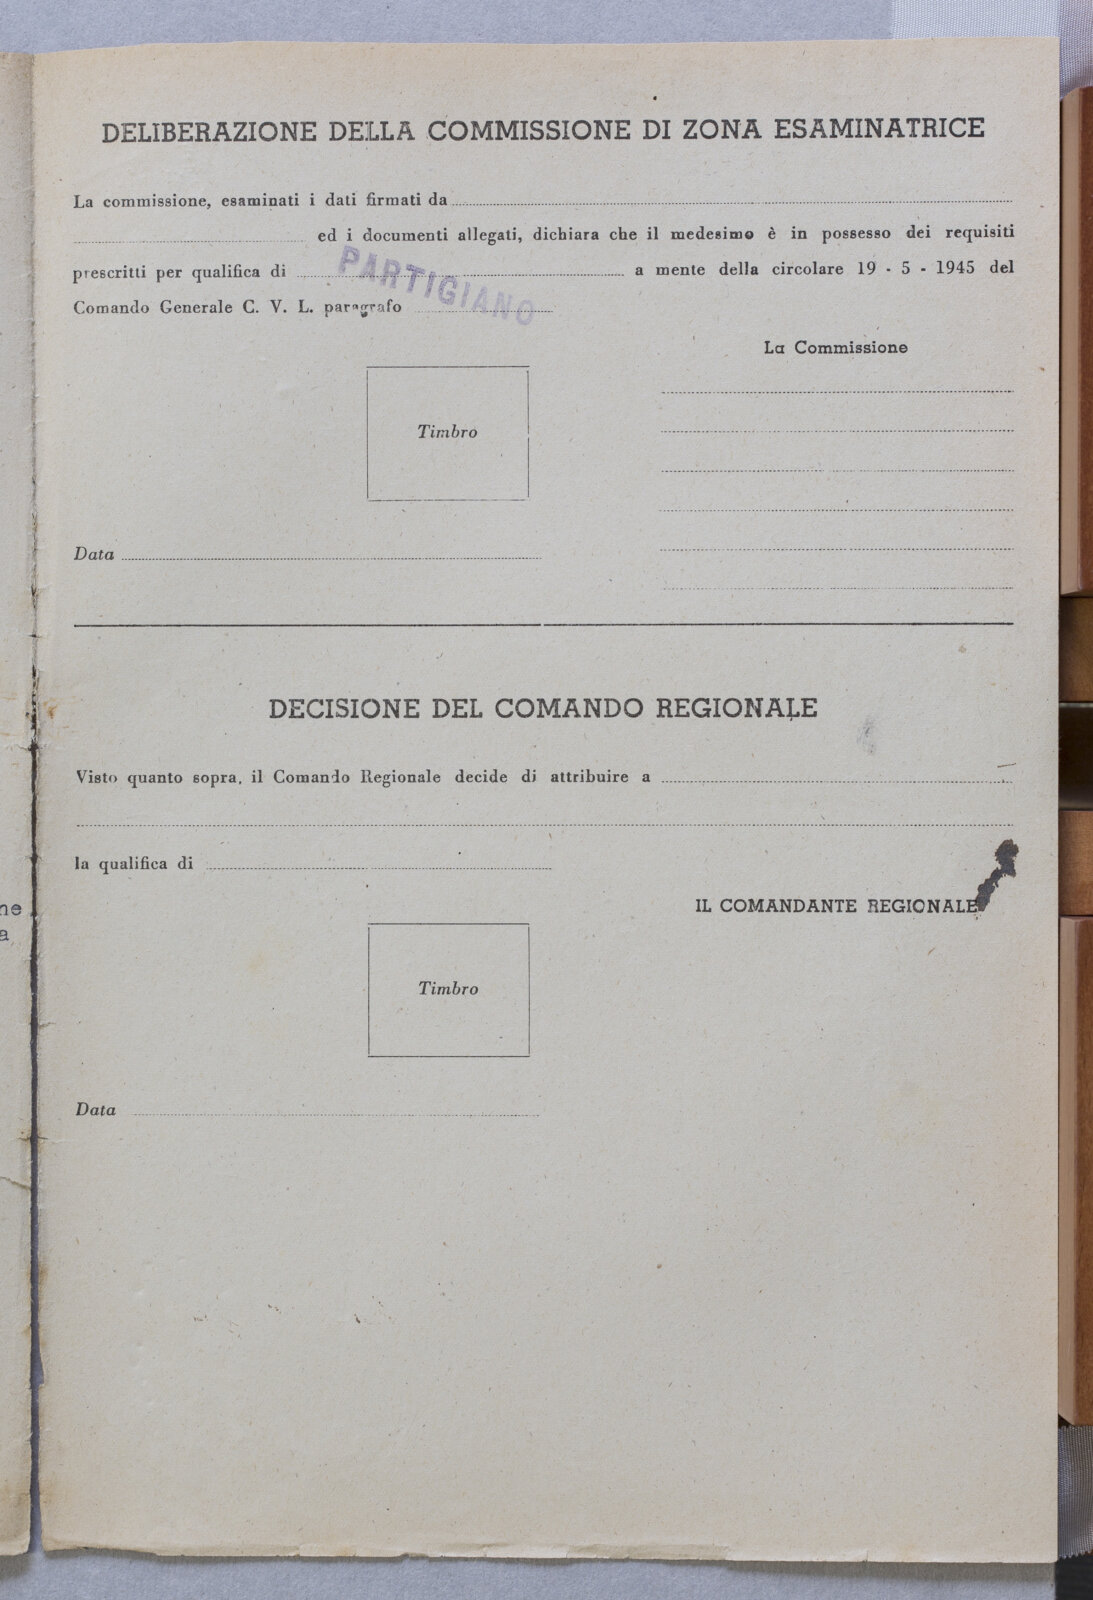 DELIBERAZIONE DELLA COMMISSIONE DI ZONA ESAMINATRICE
La commissione, esaminati i dati firmati da
ed i documenti allegati, dichiara che il medesimo è in possesso dei requisiti
prescritti per qualifica di PARTIGIANO a mente della circolare 19 - 5 - 1945 del
Comando Generale C. V. L. paragrafo
La Commissione
Timbro
Data
DECISIONE DEL COMANDO REGIONALE
Visto quanto sopra, il Comando Regionale decide di attribuire a
la qualifica di
ne
a
IL COMANDANTE REGIONALE
Timbro
Data